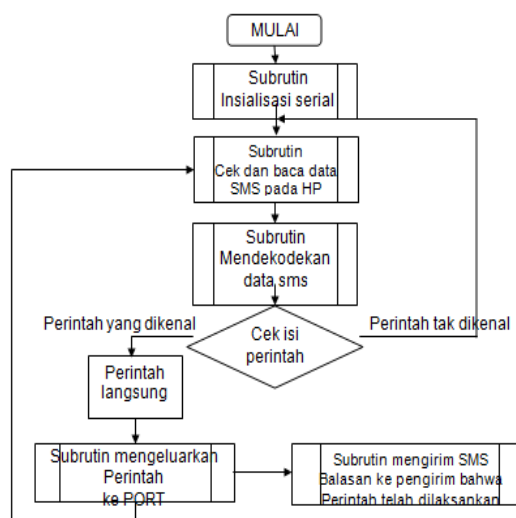 MULAI
Subrutin
Insialisasi serial
Subrutin
Cek dan baca data
SMS pada HP
Subrutin
Mendekodekan
data sms
Perintah yang dikenal
Cek isi
perintah
Perintah tak dikenal
Perintah
langsung
Subrutin mengeluarkan
Perintah
ke PORT
Subrutin mengirim SMS
Balasan ke pengirim bahwa
Perintah telah dilaksankan